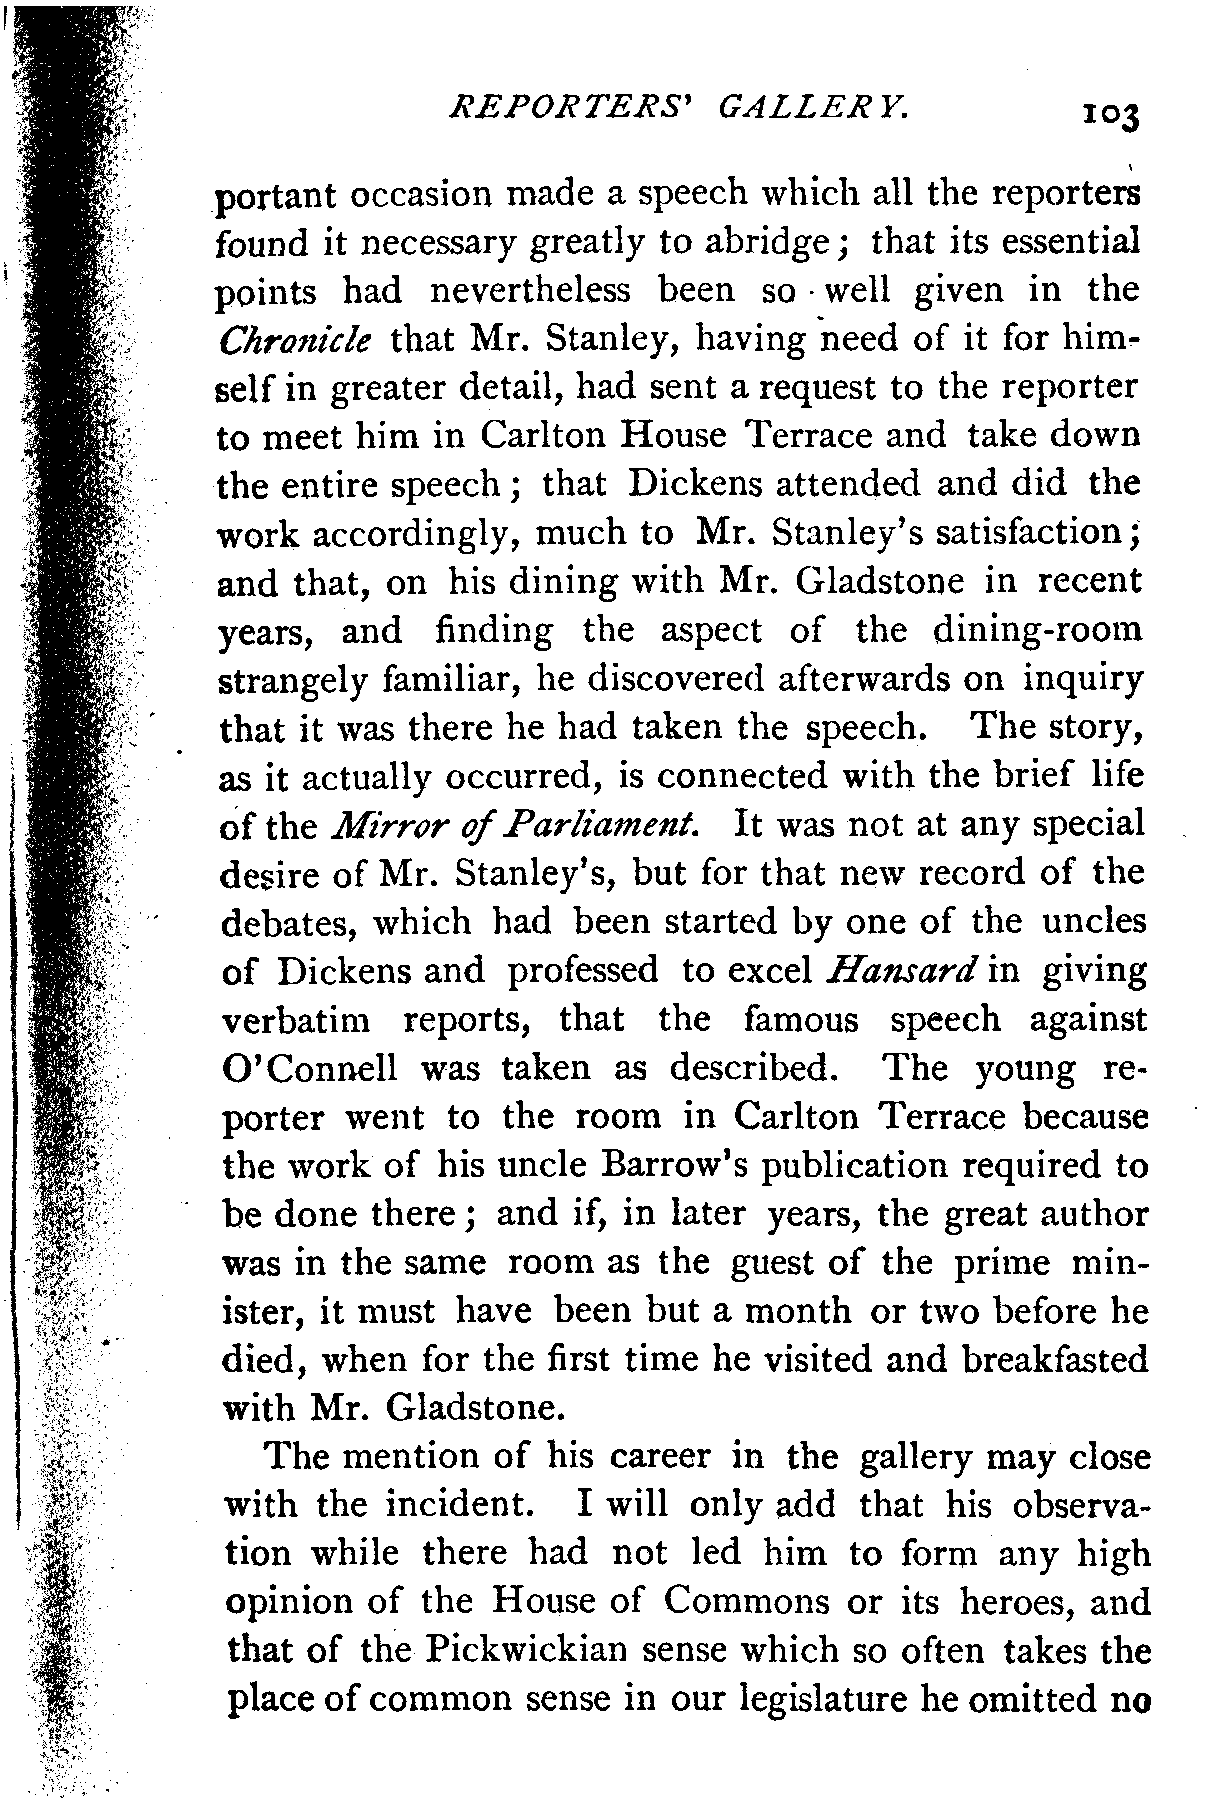 REPORTERS' GALLERY. 103
portant occasion made a speech which all the reporters
found it necessary greatly to abridge; that its essential
points had nevertheless been so well given in the
Chronicle that Mr. Stanley, having need of it for him-
self in greater detail, had sent a request to the reporter
to meet him in Carlton House Terrace and take down
the entire speech; that Dickens attended and did the
work accordingly, much to Mr. Stanley's satisfaction;
and that, on his dining with Mr. Gladstone in recent
years, and finding the aspect of the dining-room
strangely familiar, he discovered afterwards on inquiry
that it was there he had taken the speech. The story,
as it actually occurred, is connected with the brief life
of the Mirror of Parliament. It was not at any special
desire of Mr. Stanley's, but for that new record of the
debates, which had been started by one of the uncles
of Dickens and professed to excel Hansard in giving
verbatim reports, that the famous speech against
O'Connell was taken as described. The young re-
porter went to the room in Carlton Terrace because
the work of his uncle Barrow's publication required to
be done there; and if, in later years, the great author
was in the same room as the guest of the prime min-
ister, it must have been but a month or two before he
died, when for the first time he visited and breakfasted
with Mr. Gladstone.
The mention of his career in the gallery may close
with the incident. I will only add that his observa-
tion while there had not led him to form any high
opinion of the House of Commons or its heroes, and
that of the Pickwickian sense which so often takes the
place of common sense in our legislature he omitted no